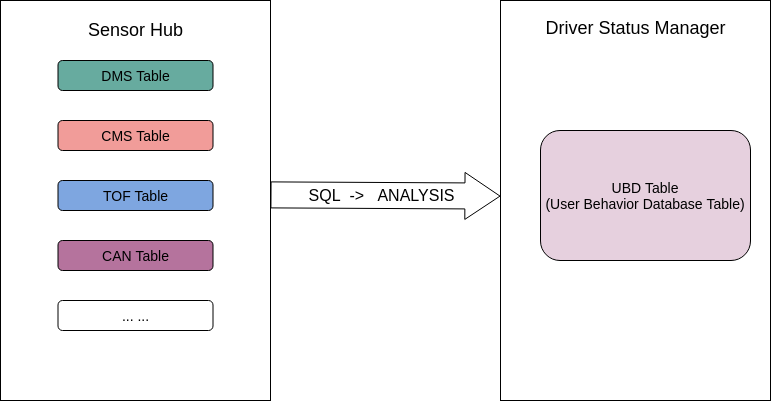 Sensor Hub
DMS Table
CMS Table
TOF Table
CAN Table
... ...
SQL -> ANALYSIS
Driver Status Manager
UBD Table
(User Behavior Database Table)